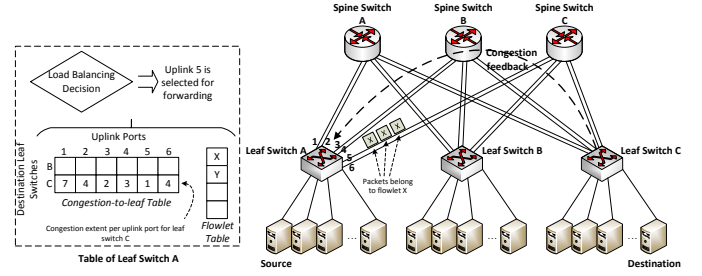 Spine Switch
A
Spine Switch
B
Spine Switch
C
Congestion
feedback
Load Balancing
Decision
Uplink 5 is
selected for
forwarding
Uplink Ports
1 2 3 4 5 6
Destination Leaf
Switches
B
C 7 4 2 3 1 4
Congestion-to-leaf Table
X
Y
Flowlet
Table
Congestion extent per uplink port for leaf
switch C
Table of Leaf Switch A
Leaf Switch A
1 2 3 4 5 6
X X X
Packets belong
to flowlet X
Leaf Switch B
Leaf Switch C
...
...
...
Source
Destination